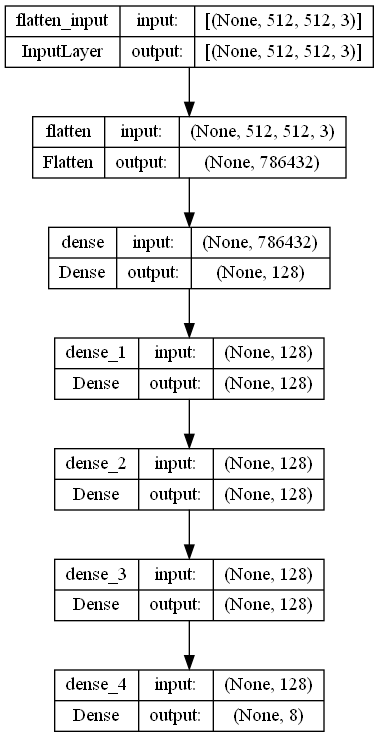 flatten_input input: [(None, 512, 512, 3)]
InputLayer output: [(None, 512, 512, 3)]
flatten input: (None, 512, 512, 3)
Flatten output: (None, 786432)
dense input: (None, 786432)
Dense output: (None, 128)
dense_1 input: (None, 128)
Dense output: (None, 128)
dense_2 input: (None, 128)
Dense output: (None, 128)
dense_3 input: (None, 128)
Dense output: (None, 128)
dense_4 input: (None, 128)
Dense output: (None, 8)